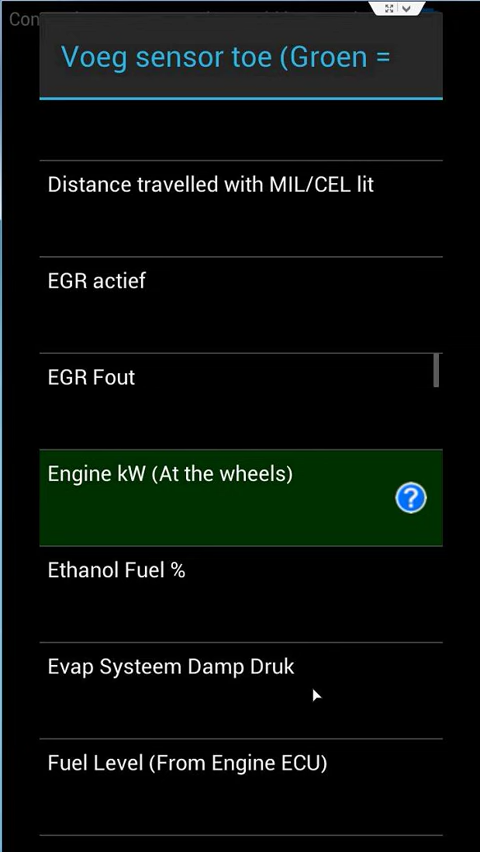 Con
Voeg sensor toe (Groen =
Distance travelled with MIL/CEL lit
EGR actief
EGR Fout
Engine kW (At the wheels)
?
Ethanol Fuel %
Evap Systeem Damp Druk
Fuel Level (From Engine ECU)